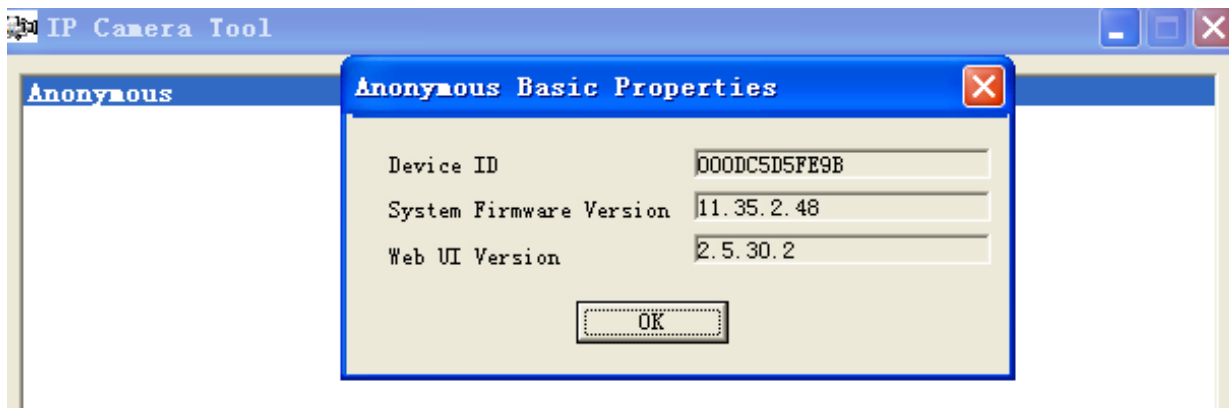 IP Camera Tool
Anonymous
Anonymous Basic Properties
Device ID 000DC5D5FE9B
System Firmware Version 11.35.2.48
Web UI Version 2.5.30.2
OK